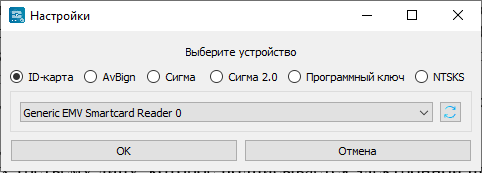 Настройки
Выберите устройство
ID-карта AvBign Сигма Сигма 2.0 Программный ключ NTSKS
Generic EMV Smartcard Reader 0
ОК Отмена